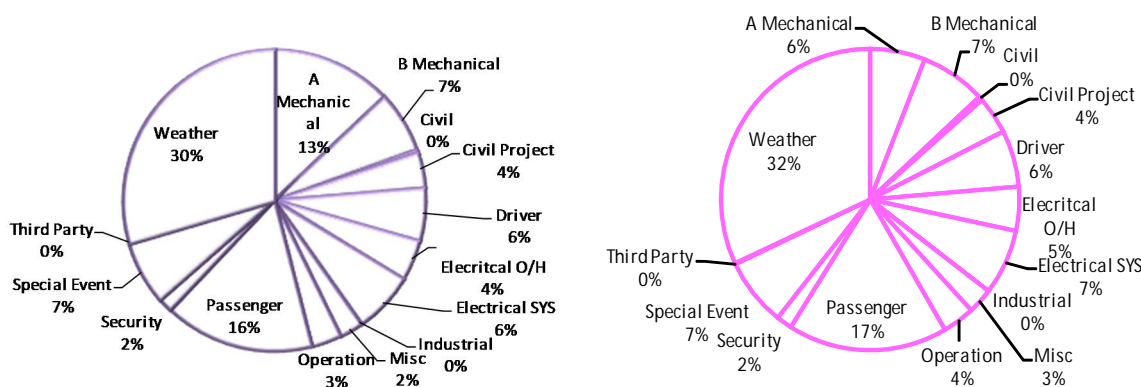 A
Mechanic
al
13%
B Mechanical
7%
Civil
0%
Civil Project
4%
Driver
6%
Elecritcal O/H
4%
Electrical SYS
6%
Industrial
0%
Misc
2%
Operation
3%
Passenger
16%
Security
2%
Special Event
7%
Third Party
0%
Weather
30%
A Mechanical
6%
B Mechanical
7%
Civil
0%
Civil Project
4%
Driver
6%
Elecritcal
O/H
5%
Electrical SYS
7%
Industrial
0%
Misc
3%
Operation
4%
Passenger
17%
Security
2%
Special Event
7%
Third Party
0%
Weather
32%